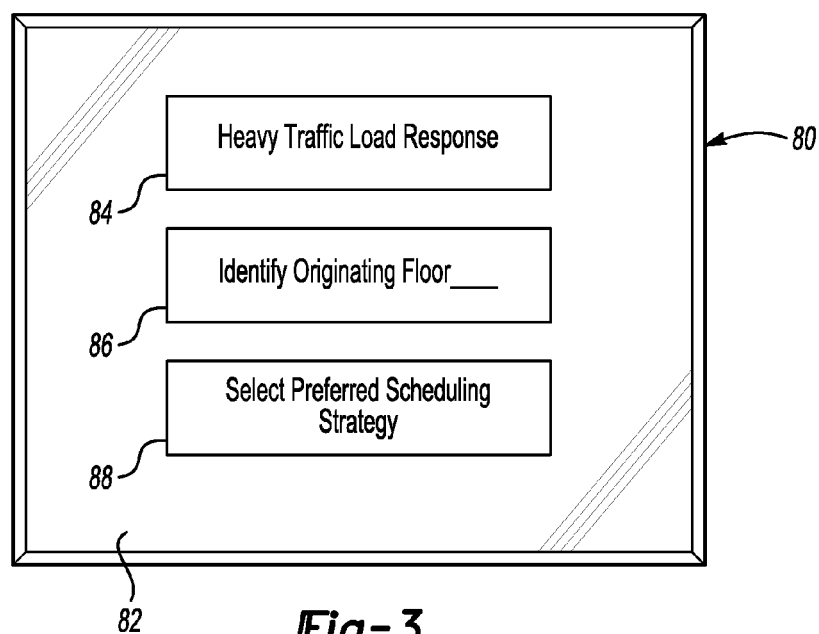 Heavy Traffic Load Response
80
84
Identify Originating Floor____
86
Select Preferred Scheduling
Strategy
88
82
Fig-3